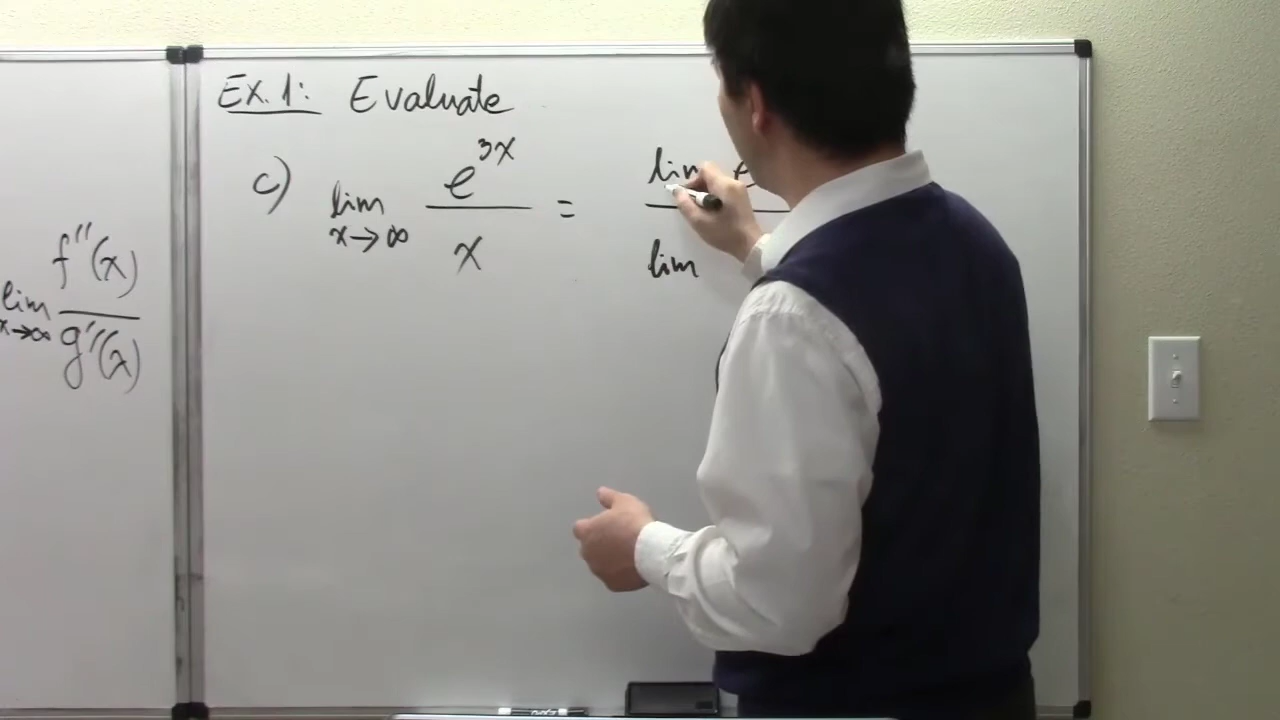 Ex. 1: Evaluate
c) lim x→∞ e^{3x} / x = lim e / lim
lim x→∞ f''(x) / g''(x)